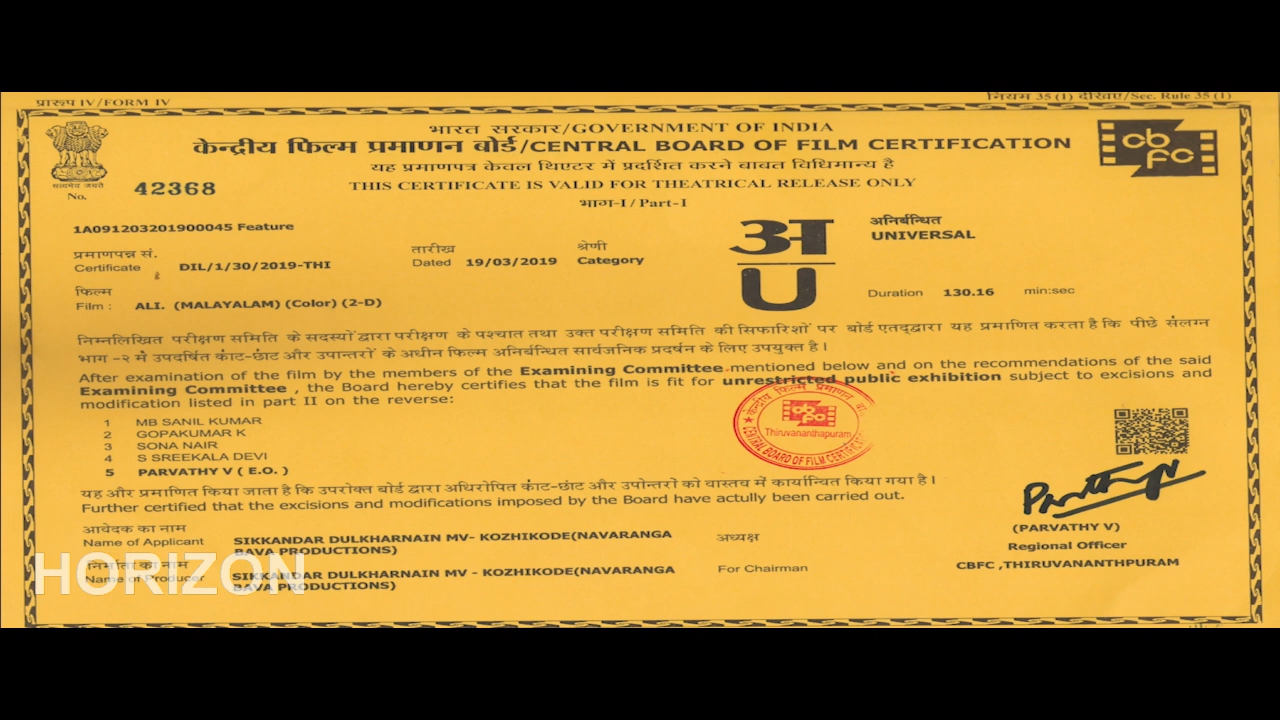 प्रारूप IV/FORM IV
नियम 35 (1) देखिए/Sec. Rule 35 (1)
भारत सरकार/GOVERNMENT OF INDIA
केन्द्रीय फिल्म प्रमाणन बोर्ड/CENTRAL BOARD OF FILM CERTIFICATION
cb
fc
यह प्रमाणपत्र केवल थिएटर में प्रदर्शित करने बावत विधिमान्य है
सत्यमेव जयते
No. 42368
THIS CERTIFICATE IS VALID FOR THEATRICAL RELEASE ONLY
भाग-I / Part-I
1A091203201900045 Feature
अ
U
अनिर्बन्धित
UNIVERSAL
प्रमाणपत्र सं.
Certificate DIL/1/30/2019-THI
तारीख
Dated 19/03/2019
श्रेणी
Category
फिल्म
Film : ALI. (MALAYALAM) (Color) (2-D)
Duration 130.16 min:sec
निम्नलिखित परीक्षण समिति के सदस्यों द्वारा परीक्षण के पश्चात तथा उक्त परीक्षण समिति की सिफारिशों पर बोर्ड एतद्द्वारा यह प्रमाणित करता है कि पीछे संलग्न
भाग -२ में उपदर्षित कांट-छांट और उपान्तरों के अधीन फिल्म अनिर्बन्धित सार्वजनिक प्रदर्षन के लिए उपयुक्त है।
After examination of the film by the members of the Examining Committee mentioned below and on the recommendations of the said
Examining Committee , the Board hereby certifies that the film is fit for unrestricted public exhibition subject to excisions and
modification listed in part II on the reverse:
1 MB SANIL KUMAR
2 GOPAKUMAR K
3 SONA NAIR
4 S SREEKALA DEVI
5 PARVATHY V ( E.O. )
केन्द्रीय फिल्म प्रमाणन
cb
fc
Thiruvananthapuram
CENTRAL BOARD OF FILM
यह और प्रमाणित किया जाता है कि उपरोक्त बोर्ड द्वारा अधिरोपित कांट-छांट और उपोन्तरों को वास्तव में कार्यान्वित किया गया है।
Further certified that the excisions and modifications imposed by the Board have actully been carried out.
Parthy
(PARVATHY V)
Regional Officer
CBFC ,THIRUVANANTHPURAM
आवेदक का नाम
Name of Applicant SIKKANDAR DULKHARNAIN MV- KOZHIKODE(NAVARANGA
BAVA PRODUCTIONS)
अध्यक्ष
For Chairman
निर्माता का नाम
Name of Producer SIKKANDAR DULKHARNAIN MV - KOZHIKODE(NAVARANGA
BAVA PRODUCTIONS)
HORIZON